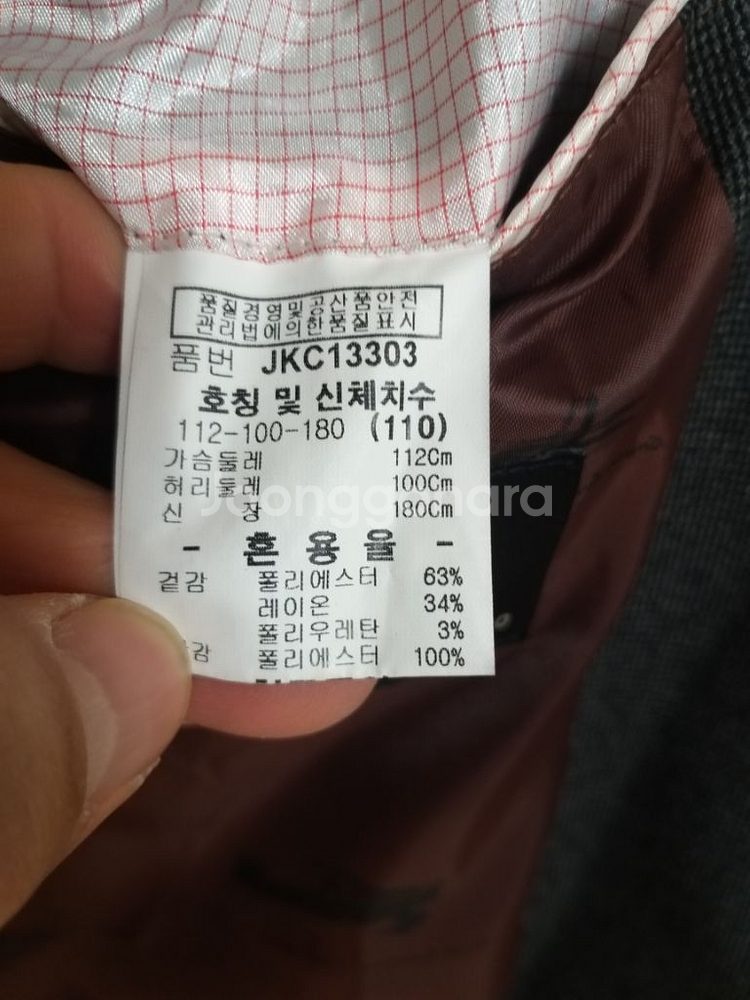 품질경영및공산품안전
관리법에의한품질표시
품번 JKC13303
호칭 및 신체치수
112-100-180 (110)
가슴둘레 112Cm
허리둘레 100Cm
신 장 180Cm
- 혼 용 율 -
겉감 폴리에스터 63%
레이온 34%
폴리우레탄 3%
감 폴리에스터 100%
Joonggonara